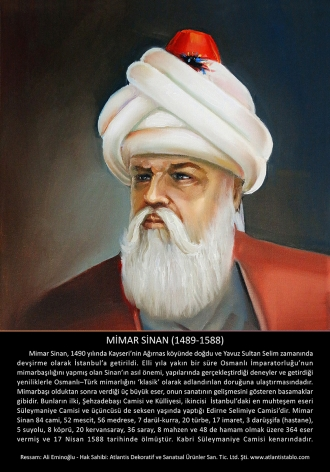 MİMAR SİNAN (1489-1588)
Mimar Sinan, 1490 yılında Kayseri'nin Ağırnas köyünde doğdu ve Yavuz Sultan Selim zamanında
devşirme olarak İstanbul'a getirildi. Elli yıla yakın bir süre Osmanlı İmparatorluğu'nun
mimarbaşılığını yapmış olan Sinan'ın asıl önemi, yapılarında gerçekleştirdiği deneyler ve getirdiği
yeniliklerle Osmanlı–Türk mimarlığını 'klasik' olarak adlandırılan doruğuna ulaştırmasındadır.
Mimarbaşı olduktan sonra verdiği üç büyük eser, onun sanatının gelişmesini gösteren basamaklar
gibidir. Bunların ilki, Şehzadebaşı Camisi ve Külliyesi, ikincisi İstanbul'daki en muhteşem eseri
Süleymaniye Camisi ve üçüncüsü de seksen yaşında yaptığı Edirne Selimiye Camisi'dir. Mimar
Sinan 84 cami, 52 mescit, 56 medrese, 7 darül-kurra, 20 türbe, 17 imaret, 3 darüşşifa (hastane),
5 suyolu, 8 köprü, 20 kervansaray, 36 saray, 8 mahzen ve 48 de hamam olmak üzere 364 eser
vermiş ve 17 Nisan 1588 tarihinde ölmüştür. Kabri Süleymaniye Camisi kenarındadır.
Ressam: Ali Eminoğlu - Hak Sahibi: Atlantis Dekoratif ve Sanatsal Ürünler San. Tic. Ltd. Şti. www.atlantistablo.com